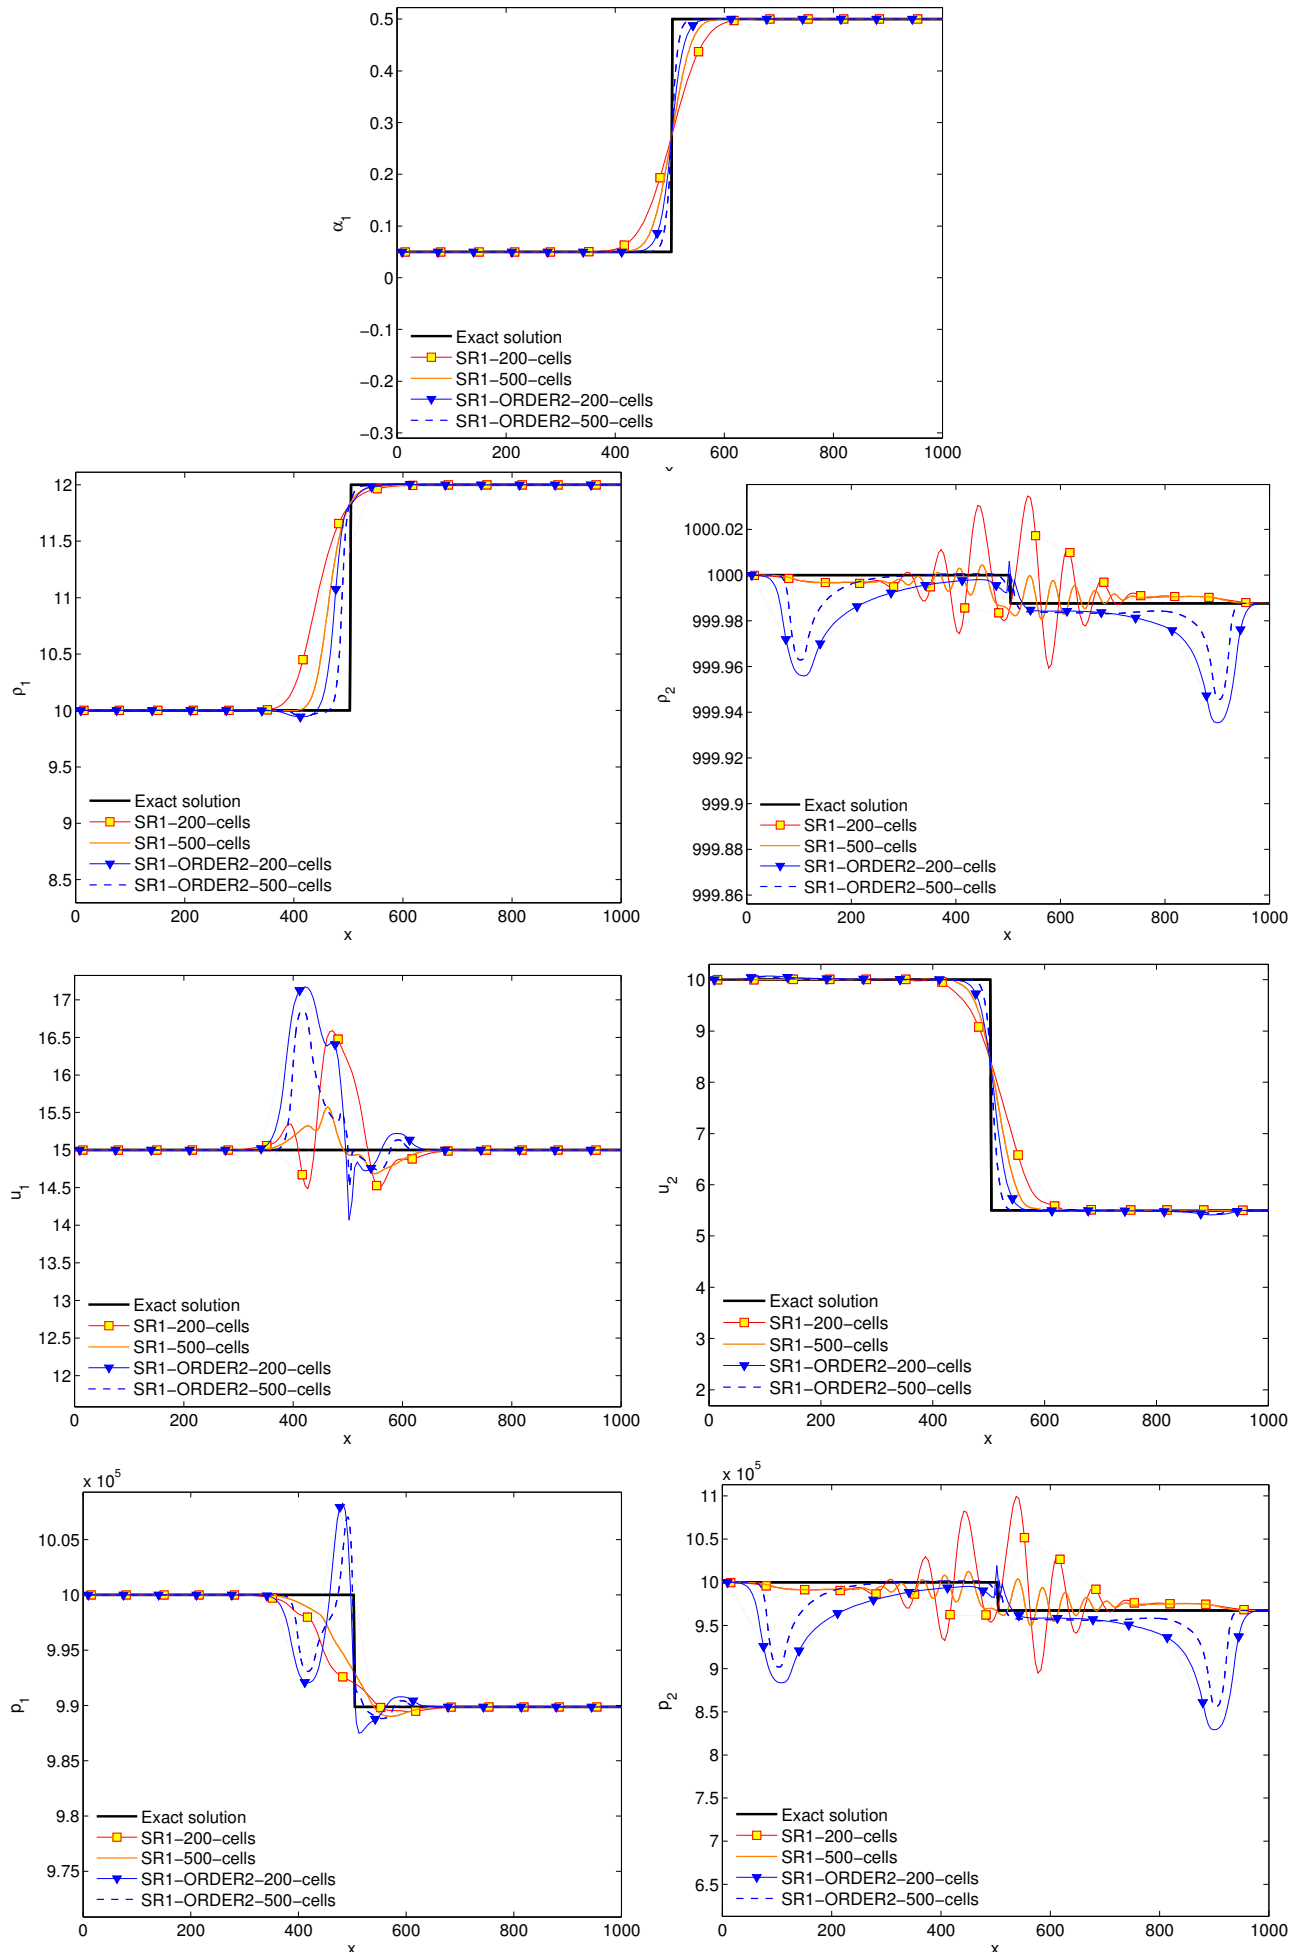 0.5
0.4
0.3
0.2
0.1
0
−0.1
−0.2
−0.3
α1
Exact solution
SR1−200−cells
SR1−500−cells
SR1−ORDER2−200−cells
SR1−ORDER2−500−cells
0 200 400 600 800 1000
x
12
11.5
11
10.5
10
9.5
9
8.5
ρ1
Exact solution
SR1−200−cells
SR1−500−cells
SR1−ORDER2−200−cells
SR1−ORDER2−500−cells
0 200 400 600 800 1000
x
1000.02
1000
999.98
999.96
999.94
999.92
999.9
999.88
999.86
ρ2
Exact solution
SR1−200−cells
SR1−500−cells
SR1−ORDER2−200−cells
SR1−ORDER2−500−cells
0 200 400 600 800 1000
x
17
16.5
16
15.5
15
14.5
14
13.5
13
12.5
12
u1
Exact solution
SR1−200−cells
SR1−500−cells
SR1−ORDER2−200−cells
SR1−ORDER2−500−cells
0 200 400 600 800 1000
x
10
9
8
7
6
5
4
3
2
u2
Exact solution
SR1−200−cells
SR1−500−cells
SR1−ORDER2−200−cells
SR1−ORDER2−500−cells
0 200 400 600 800 1000
x
x 10^5
10.05
10
9.95
9.9
9.85
9.8
9.75
p1
Exact solution
SR1−200−cells
SR1−500−cells
SR1−ORDER2−200−cells
SR1−ORDER2−500−cells
0 200 400 600 800 1000
x
x 10^5
11
10.5
10
9.5
9
8.5
8
7.5
7
6.5
p2
Exact solution
SR1−200−cells
SR1−500−cells
SR1−ORDER2−200−cells
SR1−ORDER2−500−cells
0 200 400 600 800 1000
x